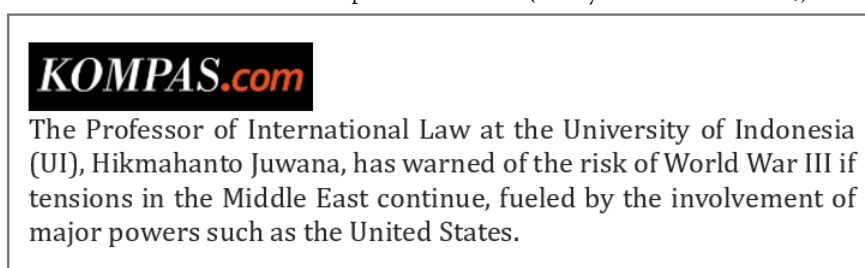 KOMPAS.com
The Professor of International Law at the University of Indonesia
(UI), Hikmahanto Juwana, has warned of the risk of World War III if
tensions in the Middle East continue, fueled by the involvement of
major powers such as the United States.